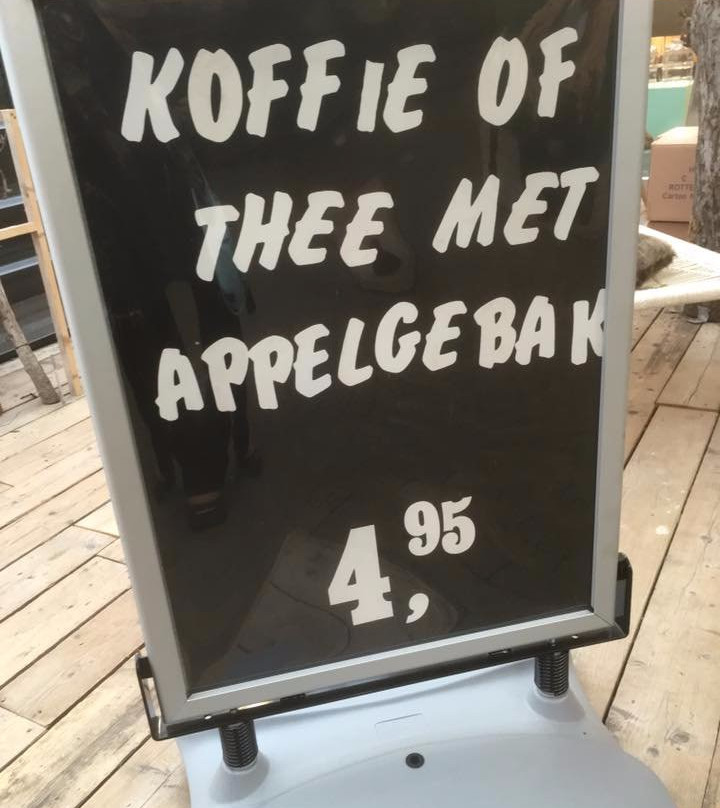 KOFFIE OF
THEE MET
APPELGEBAK
4,95